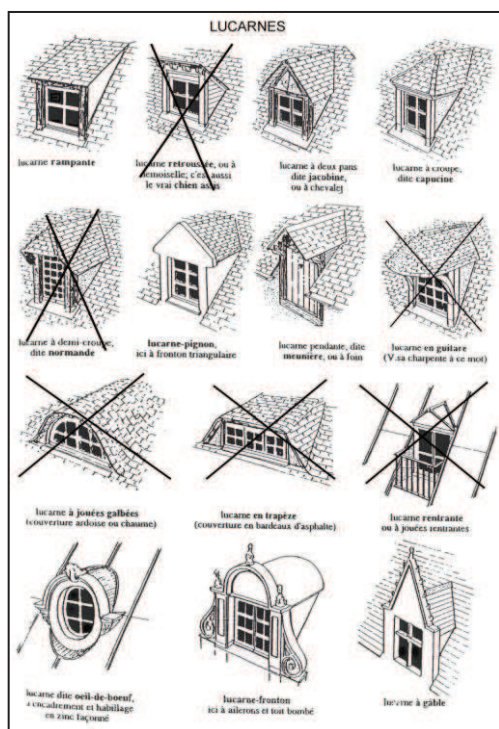 LUCARNES
lucarne rampante
lucarne retroussée, ou à
demoiselle; c'est aussi
le vrai chien assis
lucarne à deux pans
dite jacobine,
ou à chevalet
lucarne à croupe,
dite capucine
lucarne à demi-croupe,
dite normande
lucarne-pignon,
ici à fronton triangulaire
lucarne pendante, dite
meunière, ou à foin
lucarne en guitare
(V.sa charpente à ce mot)
lucarne à jouées galbées
(couverture ardoise ou chaume)
lucarne en trapèze
(couverture en bardeaux d'asphalte)
lucarne rentrante
ou à jouées rentrantes
lucarne dite oeil-de-boeuf,
à encadrement et habillage
en zinc façonné
lucarne-fronton
ici à ailerons et toit bombé
lucarne à gâble